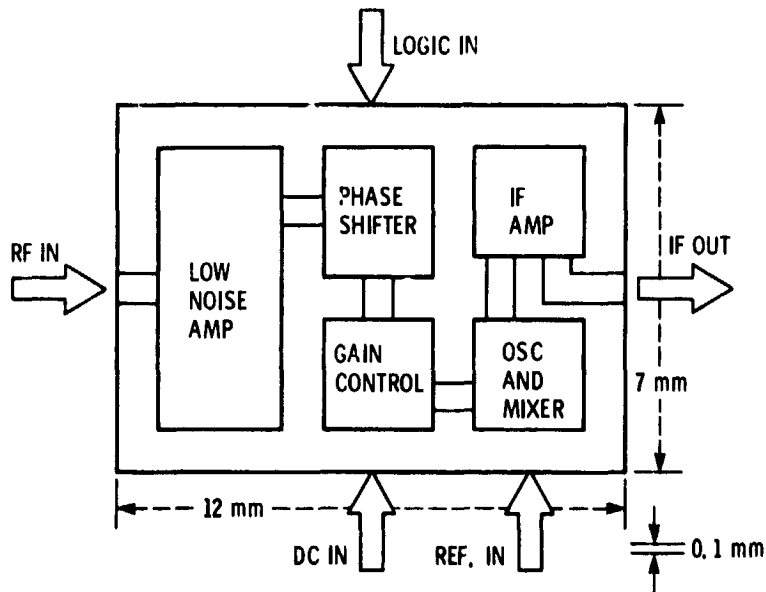 LOGIC IN
PHASE
SHIFTER
IF
AMP
RF IN
IF OUT
LOW
NOISE
AMP
GAIN
CONTROL
OSC
AND
MIXER
7 mm
12 mm
DC IN
REF. IN
0.1 mm